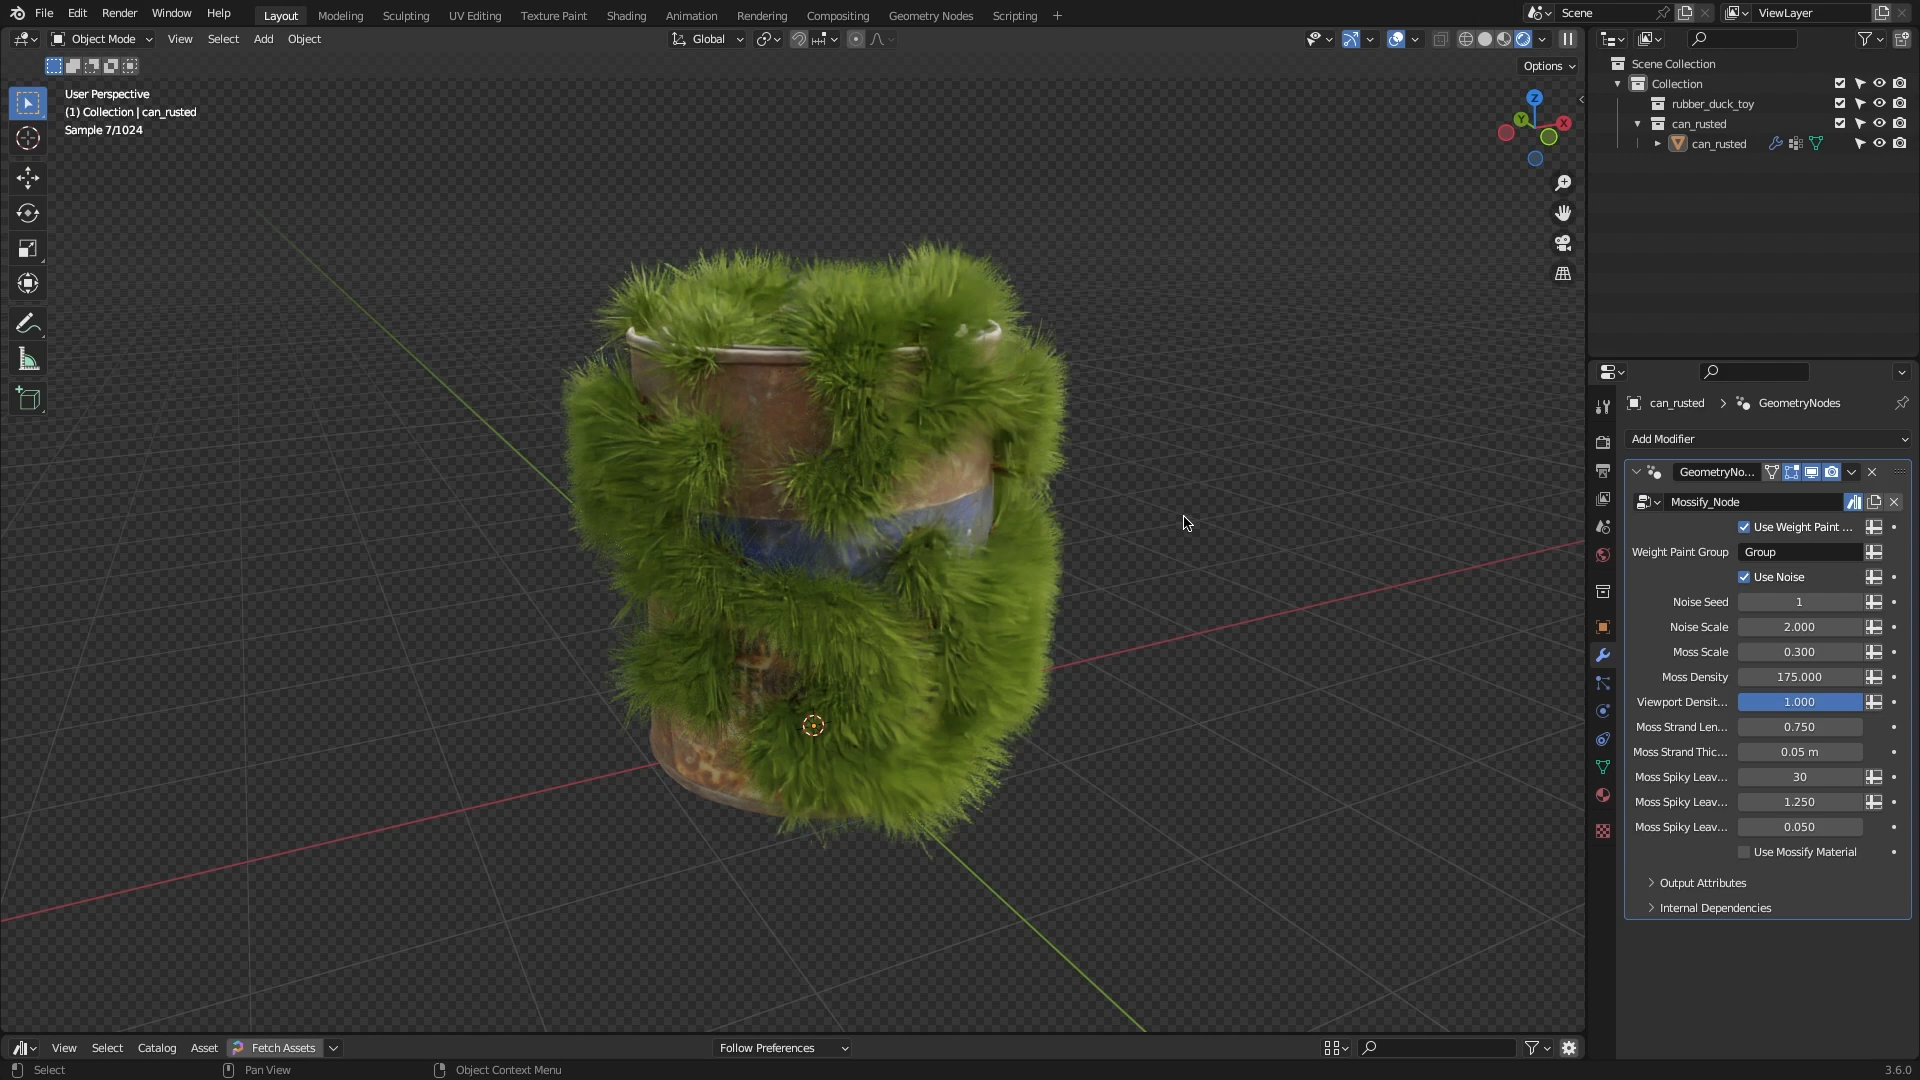 File Edit Render Window Help Layout Modeling Sculpting UV Editing Texture Paint Shading Animation Rendering Compositing Geometry Nodes Scripting + Scene ViewLayer
Object Mode View Select Add Object Global
Options
User Perspective
(1) Collection | can_rusted
Sample 7/1024
Z
Y
X
Scene Collection
Collection
rubber_duck_toy
can_rusted
can_rusted
can_rusted > GeometryNodes
Add Modifier
GeometryNo...
Mossify_Node
Use Weight Paint ...
Weight Paint Group Group
Use Noise
Noise Seed 1
Noise Scale 2.000
Moss Scale 0.300
Moss Density 175.000
Viewport Densit... 1.000
Moss Strand Len... 0.750
Moss Strand Thic... 0.05 m
Moss Spiky Leav... 30
Moss Spiky Leav... 1.250
Moss Spiky Leav... 0.050
Use Mossify Material
Output Attributes
Internal Dependencies
View Select Catalog Asset Fetch Assets Follow Preferences
Select Pan View Object Context Menu 3.6.0